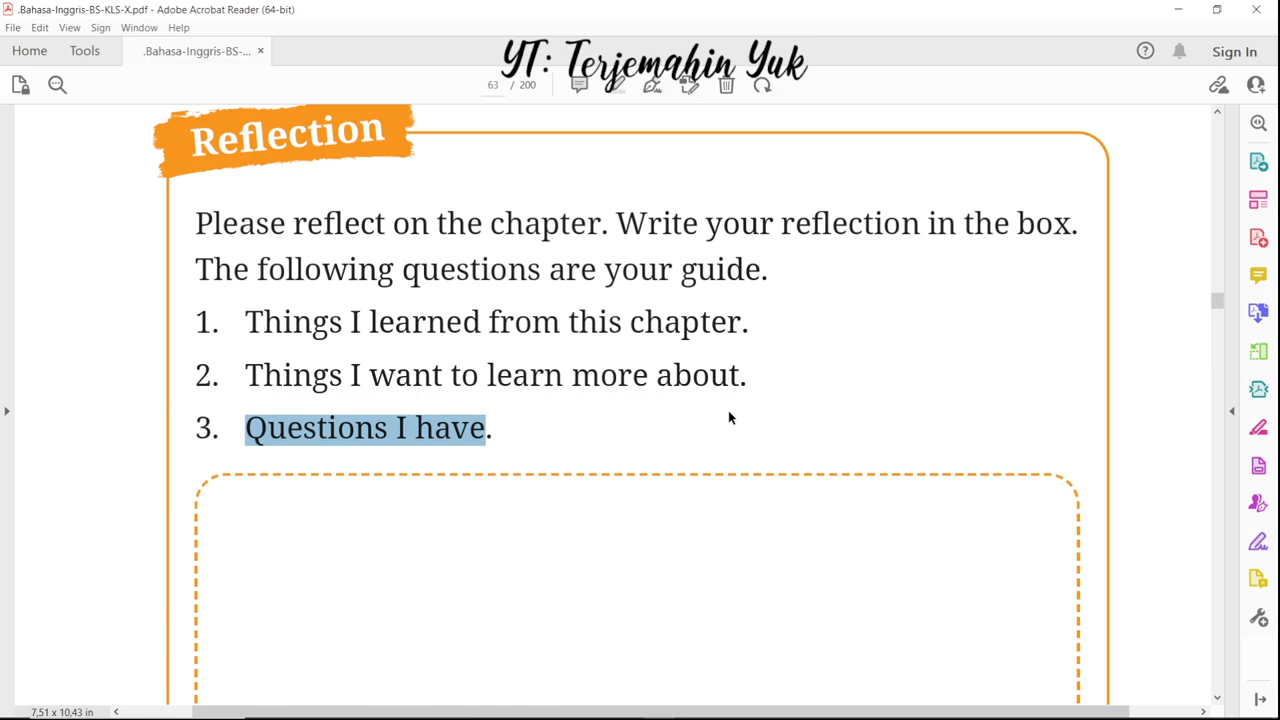 .Bahasa-Inggris-BS-KLS-X.pdf - Adobe Acrobat Reader (64-bit)
File Edit View Sign Window Help
Home Tools .Bahasa-Inggris-BS-... × Sign In
YT: Terjemahin Yuk
63 / 200
Reflection
Please reflect on the chapter. Write your reflection in the box.
The following questions are your guide.
1. Things I learned from this chapter.
2. Things I want to learn more about.
3. Questions I have.
7,51 x 10,43 in